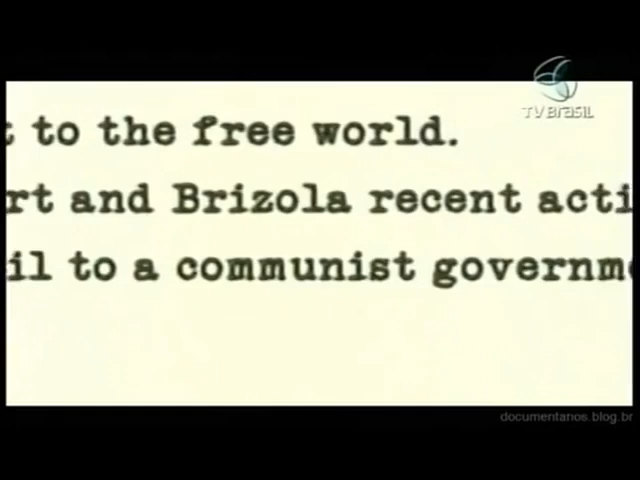 TV BRASIL
t to the free world.
rt and Brizola recent acti
il to a communist governm
documentanos.blog.br